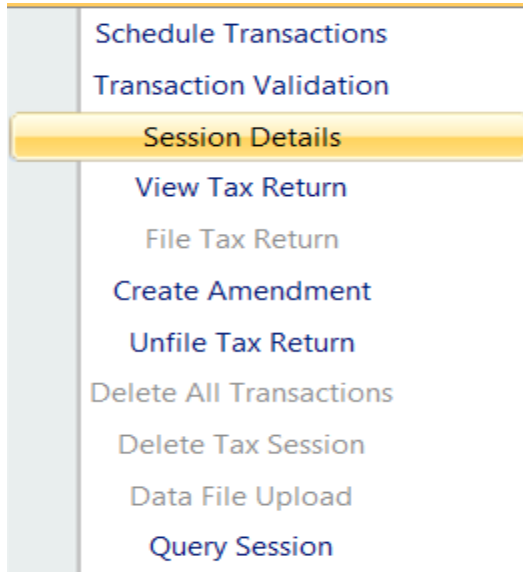 Schedule Transactions
Transaction Validation
Session Details
View Tax Return
File Tax Return
Create Amendment
Unfile Tax Return
Delete All Transactions
Delete Tax Session
Data File Upload
Query Session